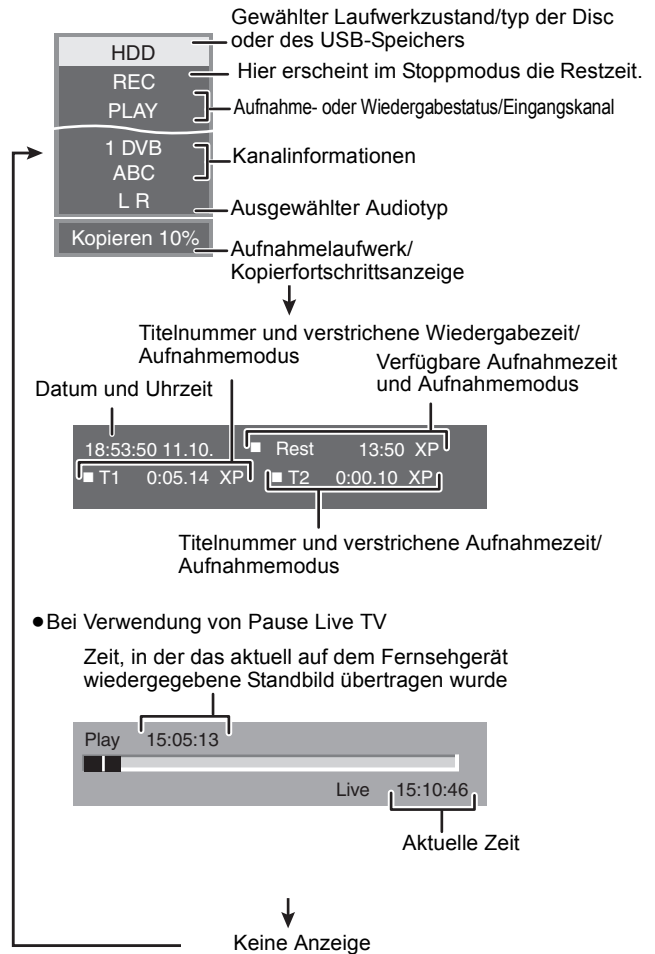 Gewählter Laufwerkzustand/typ der Disc
oder des USB-Speichers
HDD
Hier erscheint im Stoppmodus die Restzeit.
REC
PLAY
Aufnahme- oder Wiedergabestatus/Eingangskanal
1 DVB
ABC
Kanalinformationen
L R
Ausgewählter Audiotyp
Kopieren 10%
Aufnahmelaufwerk/
Kopierfortschrittsanzeige
Titelnummer und verstrichene Wiedergabezeit/
Aufnahmemodus
Verfügbare Aufnahmezeit
und Aufnahmemodus
Datum und Uhrzeit
18:53:50 11.10. Rest 13:50 XP
T1 0:05.14 XP T2 0:00.10 XP
Titelnummer und verstrichene Aufnahmezeit/
Aufnahmemodus
●Bei Verwendung von Pause Live TV
Zeit, in der das aktuell auf dem Fernsehgerät
wiedergegebene Standbild übertragen wurde
Play 15:05:13
Live 15:10:46
Aktuelle Zeit
Keine Anzeige